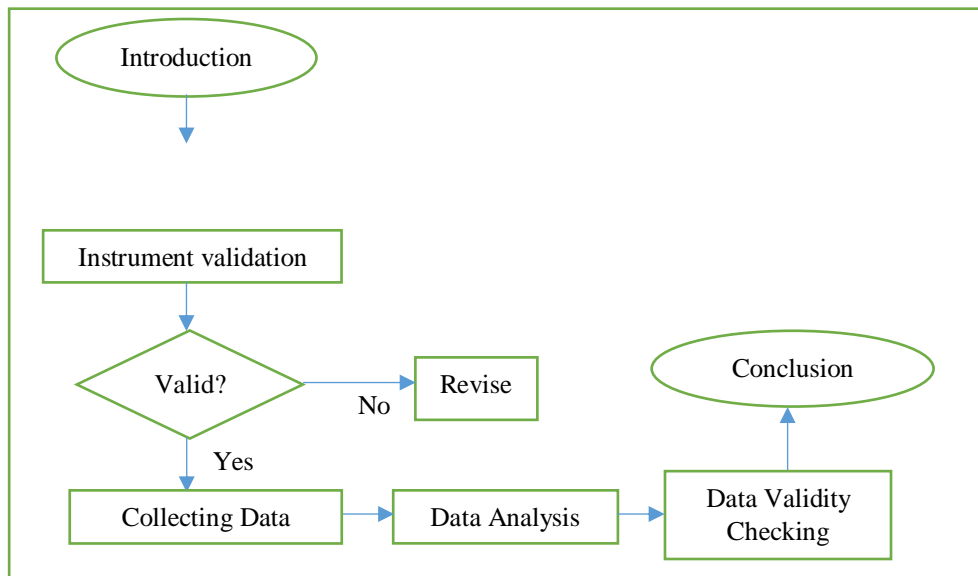 Introduction
Instrument validation
Valid?
No
Revise
Yes
Collecting Data
Data Analysis
Data Validity
Checking
Conclusion